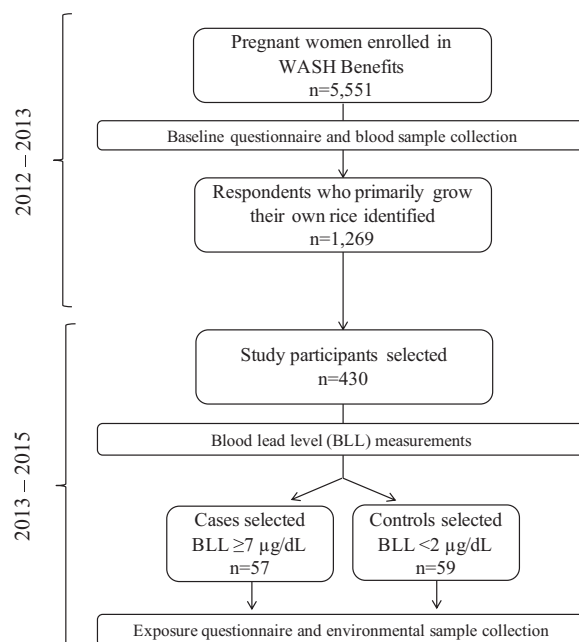 Pregnant women enrolled in
WASH Benefits
n=5,551
Baseline questionnaire and blood sample collection
Respondents who primarily grow
their own rice identified
n=1,269
2012 – 2013
Study participants selected
n=430
Blood lead level (BLL) measurements
Cases selected
BLL ≥7 µg/dL
n=57
Controls selected
BLL <2 µg/dL
n=59
Exposure questionnaire and environmental sample collection
2013 – 2015